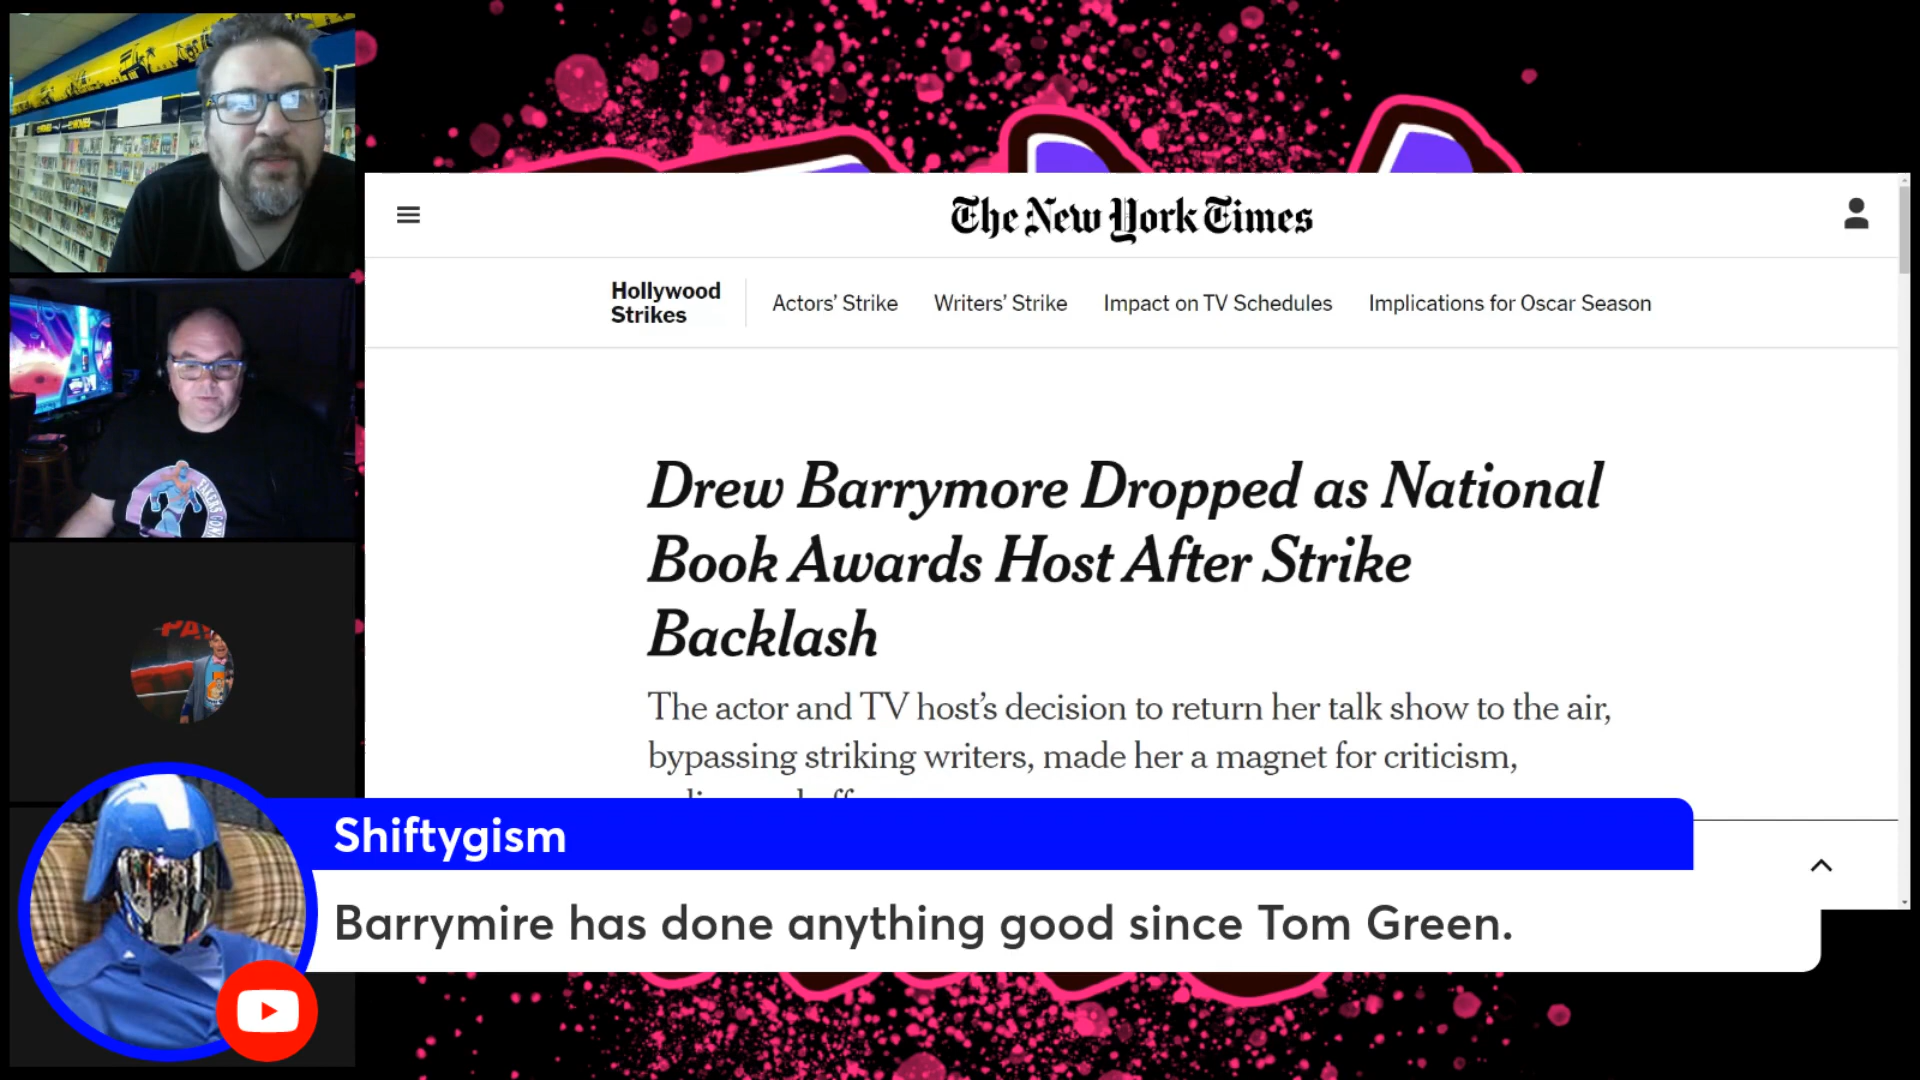 The New York Times
Hollywood
Strikes
Actors’ Strike
Writers’ Strike
Impact on TV Schedules
Implications for Oscar Season
Drew Barrymore Dropped as National
Book Awards Host After Strike
Backlash
The actor and TV host’s decision to return her talk show to the air,
bypassing striking writers, made her a magnet for criticism,
Shiftygism
Barrymire has done anything good since Tom Green.